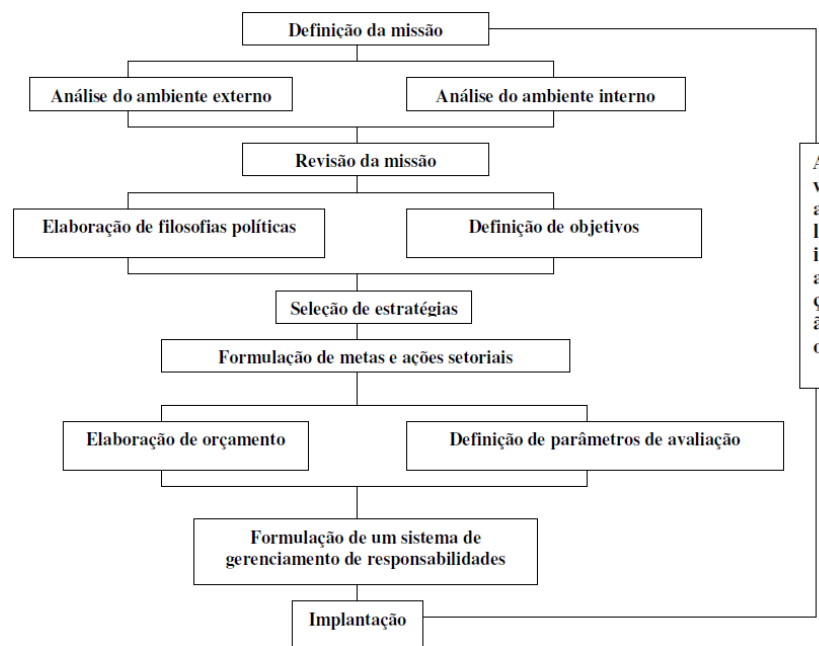 Definição da missão
Análise do ambiente externo
Análise do ambiente interno
Revisão da missão
A
v
a
l
i
a
ç
ã
o
Elaboração de filosofias políticas
Definição de objetivos
Seleção de estratégias
Formulação de metas e ações setoriais
Elaboração de orçamento
Definição de parâmetros de avaliação
Formulação de um sistema de
gerenciamento de responsabilidades
Implantação